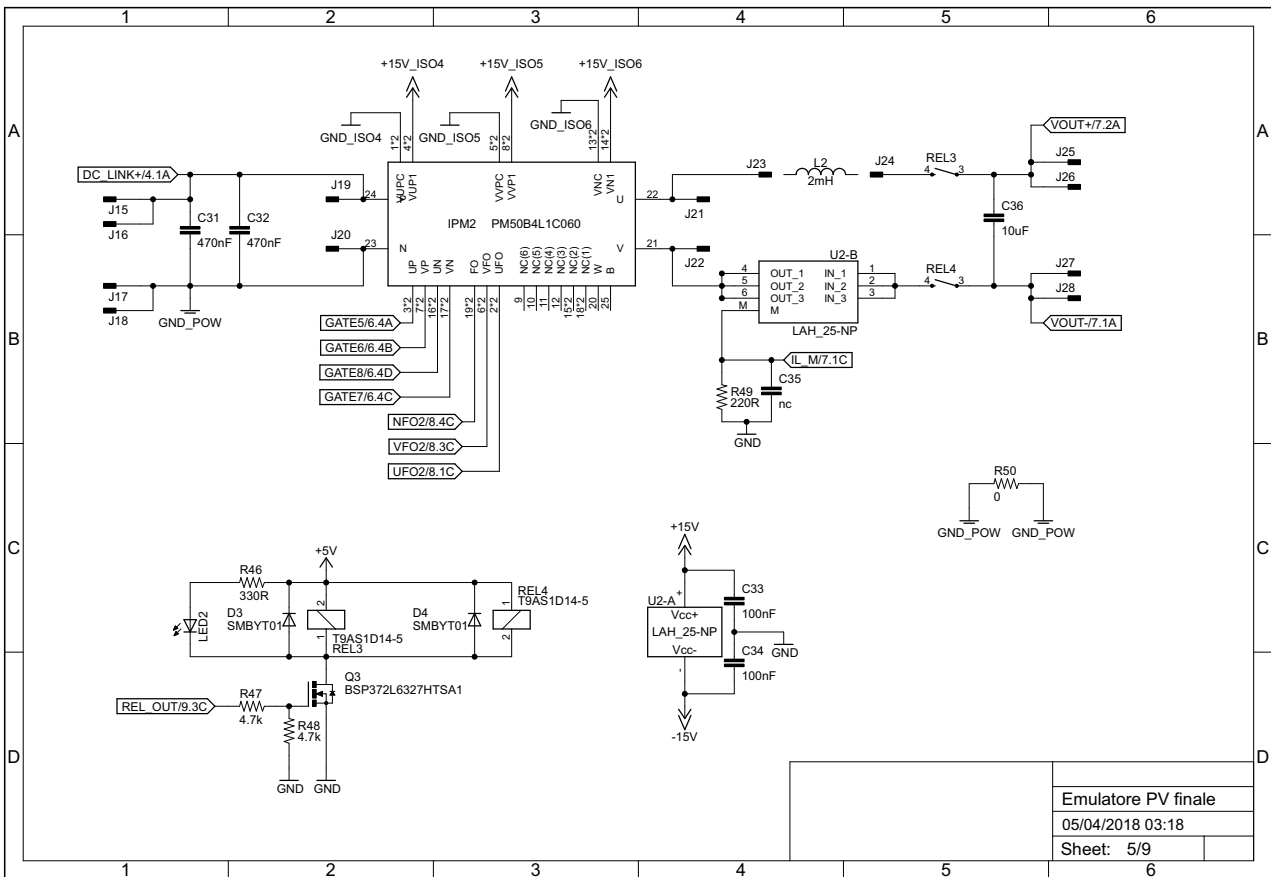 1 2 3 4 5 6
A A
B B
C C
D D
+15V_ISO4 +15V_ISO5 +15V_ISO6
GND_ISO4 GND_ISO5 GND_ISO6
1*2 4*2 5*2 8*2 13*2 14*2
VUPC VUP1 VVPC VVP1 VNC VN1
DC_LINK+/4.1A
J15
J16
C31
470nF
C32
470nF
J17
J18
GND_POW
J19
24 P
J20
23 N
IPM2 PM50B4L1C060
U 22
J21
V 21
J22
UP VP UN VN FO VFO UFO NC(6) NC(5) NC(4) NC(3) NC(2) NC(1) W B
3*2 7*2 16*2 17*2 19*2 6*2 2*2 9 10 11 12 15*2 18*2 20 25
GATE5/6.4A
GATE6/6.4B
GATE8/6.4D
GATE7/6.4C
NFO2/8.4C
VFO2/8.3C
UFO2/8.1C
J23
L2
2mH
J24
REL3
4 3
VOUT+/7.2A
J25
J26
C36
10uF
U2-B
4 OUT_1 IN_1 1
5 OUT_2 IN_2 2
6 OUT_3 IN_3 3
M M
LAH_25-NP
REL4
4 3
J27
J28
VOUT-/7.1A
IL_M/7.1C
R49
220R
C35
nc
GND
R50
0
GND_POW GND_POW
+5V
R46
330R
LED2
D3
SMBYT01
2
1
T9AS1D14-5
REL3
D4
SMBYT01
REL4
T9AS1D14-5
1
2
Q3
BSP372L6327HTSA1
REL_OUT/9.3C
R47
4.7k
R48
4.7k
GND GND
+15V
U2-A
+
Vcc+
LAH_25-NP
Vcc-
-
-15V
C33
100nF
GND
C34
100nF
Emulatore PV finale
05/04/2018 03:18
Sheet: 5/9
1 2 3 4 5 6